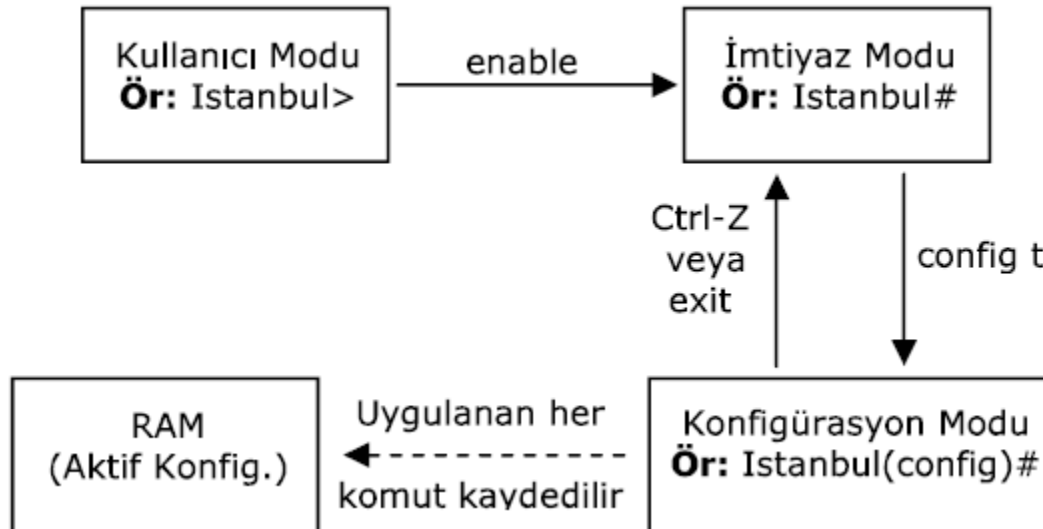 Kullanıcı Modu
Ör: Istanbul>
enable
İmtiyaz Modu
Ör: Istanbul#
Ctrl-Z
veya
exit
config t
RAM
(Aktif Konfig.)
Uygulanan her
komut kaydedilir
Konfigürasyon Modu
Ör: Istanbul(config)#